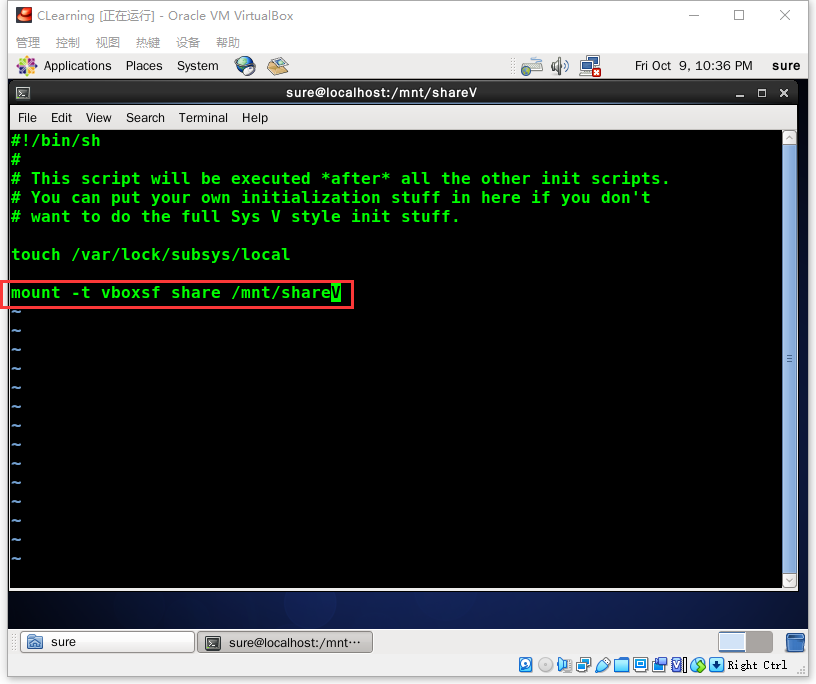 CLearning [正在运行] - Oracle VM VirtualBox
管理 控制 视图 热键 设备 帮助
Applications Places System Fri Oct 9, 10:36 PM sure
sure@localhost:/mnt/shareV
File Edit View Search Terminal Help
#!/bin/sh
#
# This script will be executed *after* all the other init scripts.
# You can put your own initialization stuff in here if you don't
# want to do the full Sys V style init stuff.
touch /var/lock/subsys/local
mount -t vboxsf share /mnt/shareV
~
~
~
~
~
~
~
~
~
~
~
~
~
~
sure sure@localhost:/mnt···
Right Ctrl